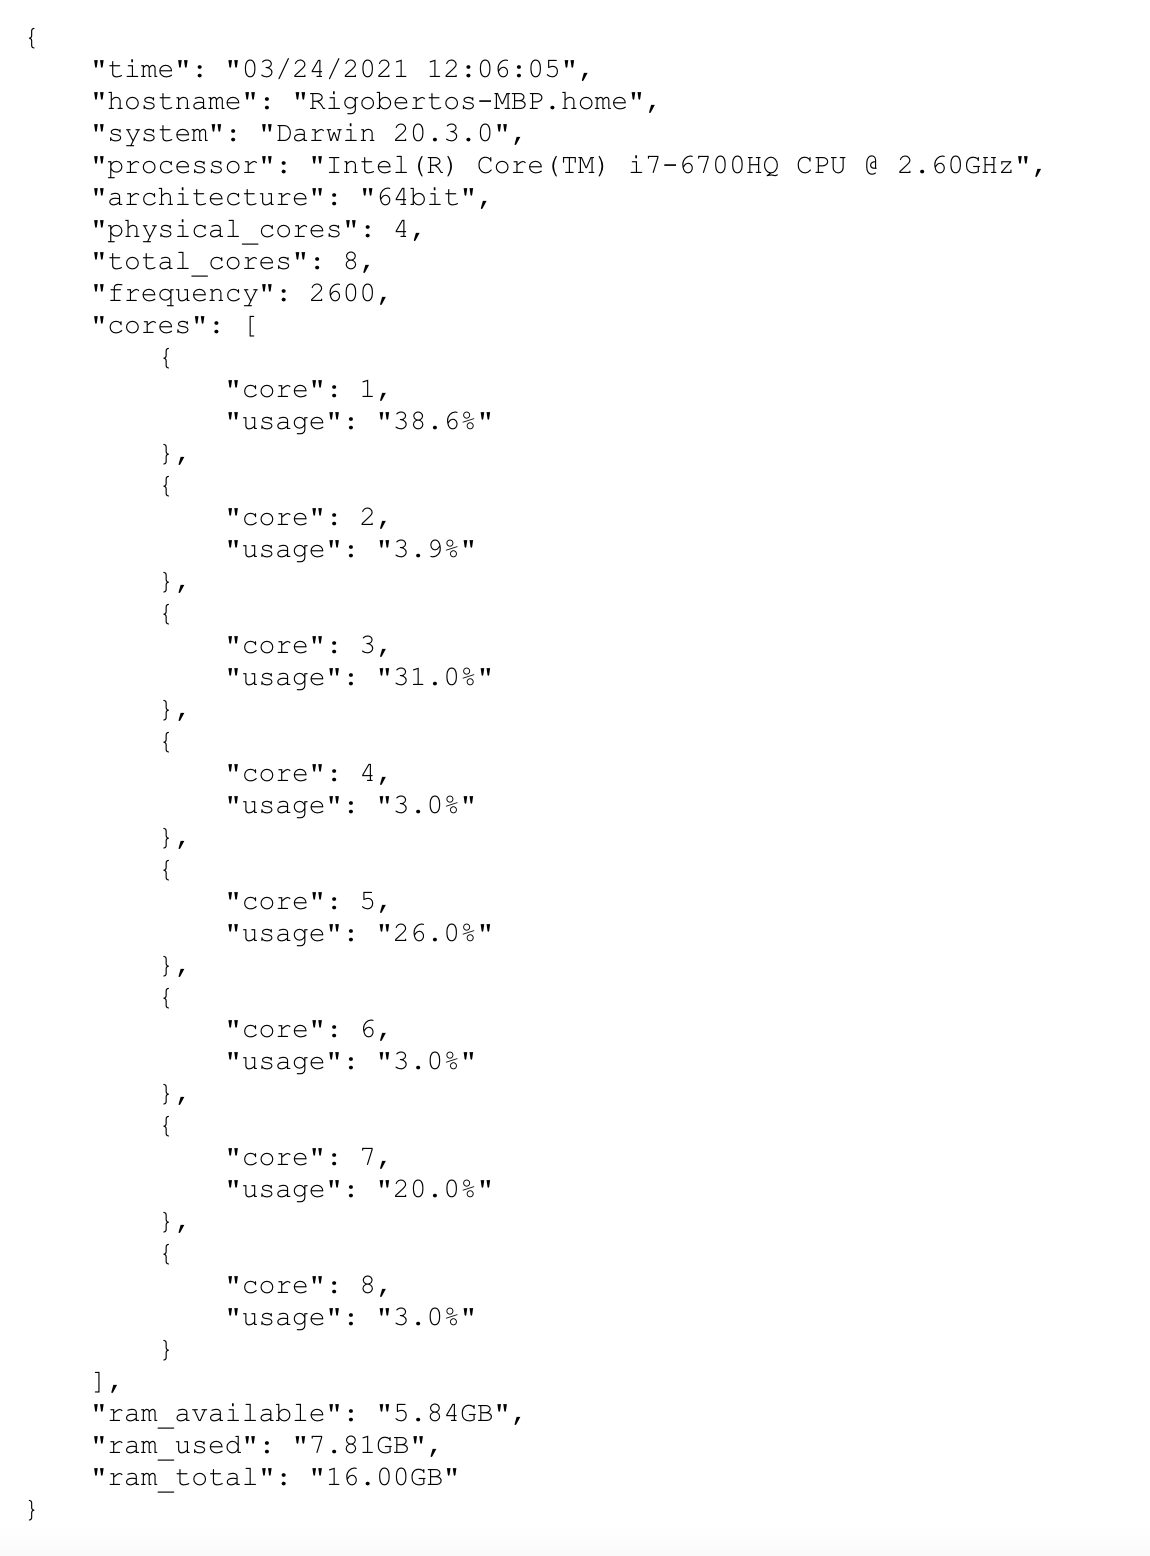 {
    "time": "03/24/2021 12:06:05",
    "hostname": "Rigobertos-MBP.home",
    "system": "Darwin 20.3.0",
    "processor": "Intel(R) Core(TM) i7-6700HQ CPU @ 2.60GHz",
    "architecture": "64bit",
    "physical_cores": 4,
    "total_cores": 8,
    "frequency": 2600,
    "cores": [
        {
            "core": 1,
            "usage": "38.6%"
        },
        {
            "core": 2,
            "usage": "3.9%"
        },
        {
            "core": 3,
            "usage": "31.0%"
        },
        {
            "core": 4,
            "usage": "3.0%"
        },
        {
            "core": 5,
            "usage": "26.0%"
        },
        {
            "core": 6,
            "usage": "3.0%"
        },
        {
            "core": 7,
            "usage": "20.0%"
        },
        {
            "core": 8,
            "usage": "3.0%"
        }
    ],
    "ram_available": "5.84GB",
    "ram_used": "7.81GB",
    "ram_total": "16.00GB"
}